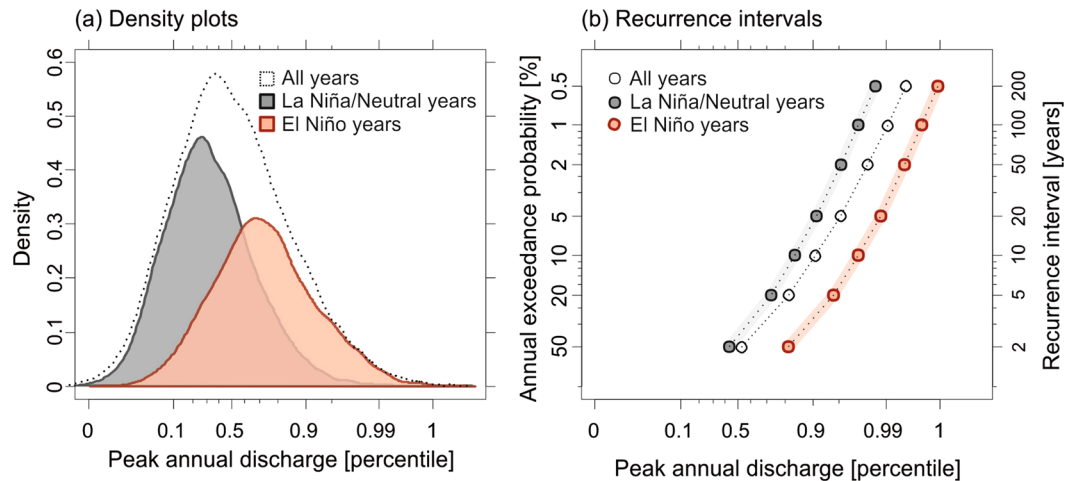 (a) Density plots
Density
0.6
0.5
0.4
0.3
0.2
0.1
0
All years
La Niña/Neutral years
El Niño years
0 0.1 0.5 0.9 0.99 1
Peak annual discharge [percentile]
(b) Recurrence intervals
Annual exceedance probability [%]
0.5
1
2
5
10
20
50
All years
La Niña/Neutral years
El Niño years
200
100
50
20
10
5
2
Recurrence interval [years]
0 0.1 0.5 0.9 0.99 1
Peak annual discharge [percentile]